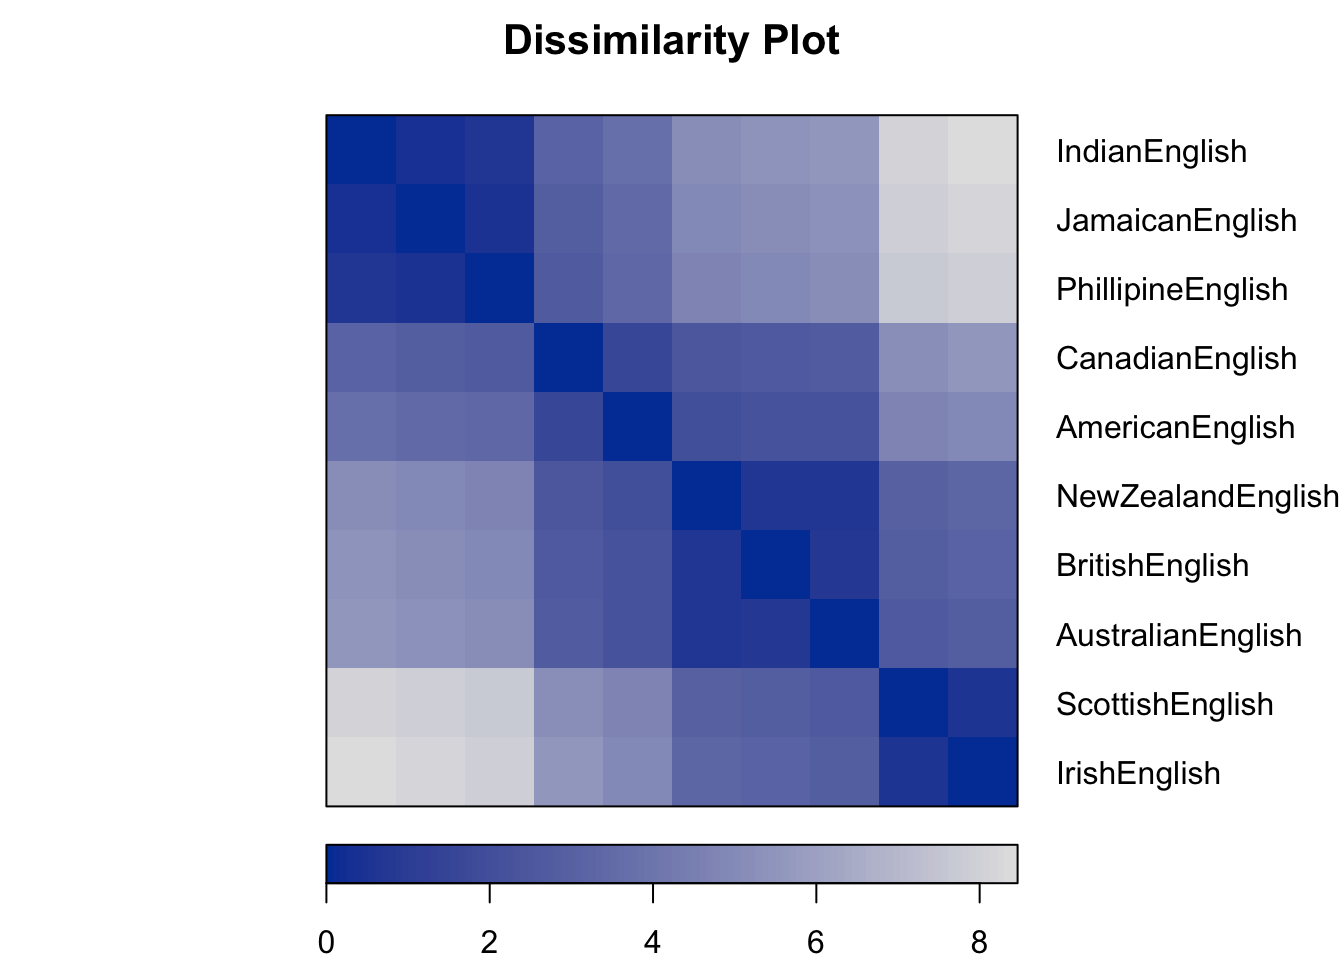 Dissimilarity Plot
IndianEnglish
JamaicanEnglish
PhillipineEnglish
CanadianEnglish
AmericanEnglish
NewZealandEnglish
BritishEnglish
AustralianEnglish
ScottishEnglish
IrishEnglish
0 2 4 6 8